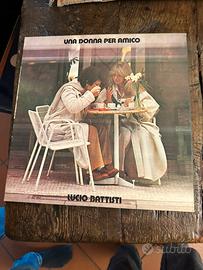 UNA DONNA PER AMICO
LUCIO BATTISTI
subito